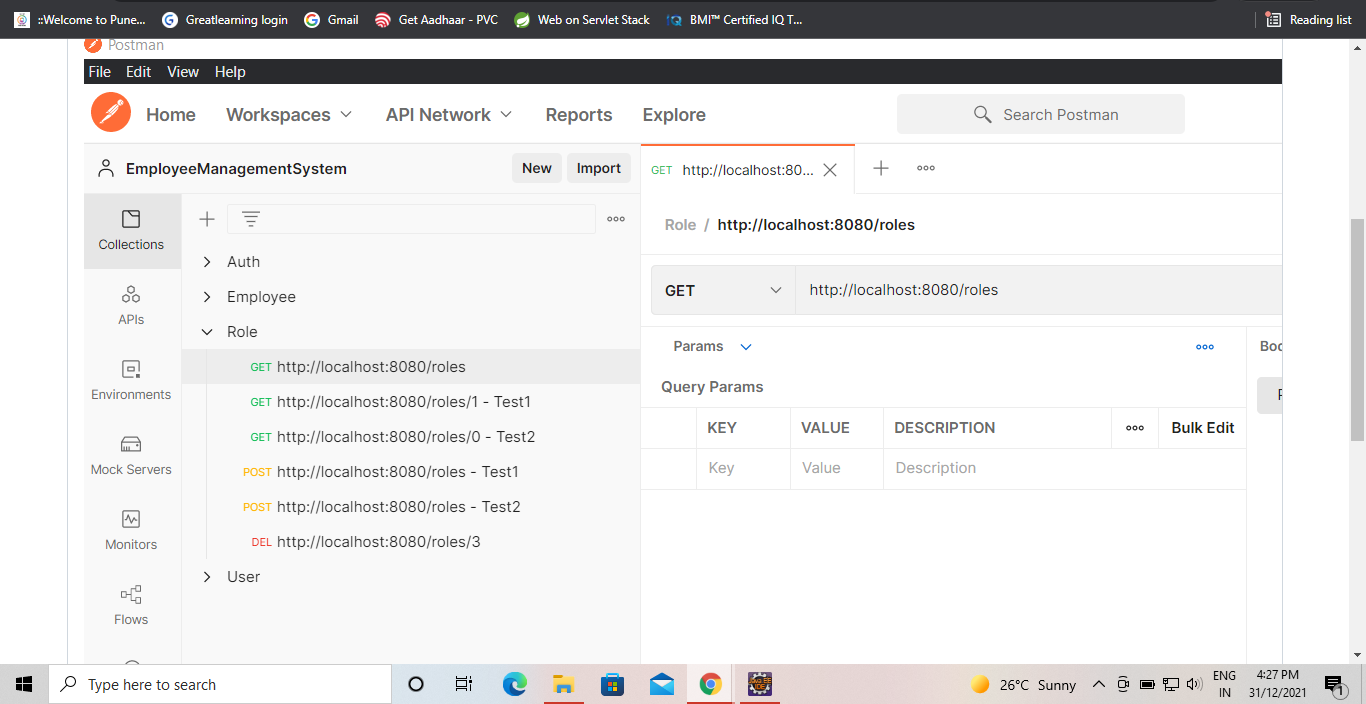 ::Welcome to Pune...
Greatlearning login
Gmail
Get Aadhaar - PVC
Web on Servlet Stack
BMI™ Certified IQ T...
Reading list
Postman
File Edit View Help
Home Workspaces API Network Reports Explore
Search Postman
EmployeeManagementSystem
New Import
GET http://localhost:80...
Collections
APIs
Environments
Mock Servers
Monitors
Flows
Auth
Employee
Role
GET http://localhost:8080/roles
GET http://localhost:8080/roles/1 - Test1
GET http://localhost:8080/roles/0 - Test2
POST http://localhost:8080/roles - Test1
POST http://localhost:8080/roles - Test2
DEL http://localhost:8080/roles/3
User
Role / http://localhost:8080/roles
GET http://localhost:8080/roles
Params
Query Params
KEY VALUE DESCRIPTION Bulk Edit
Key Value Description
Type here to search
26°C Sunny
ENG
IN
4:27 PM
31/12/2021
1